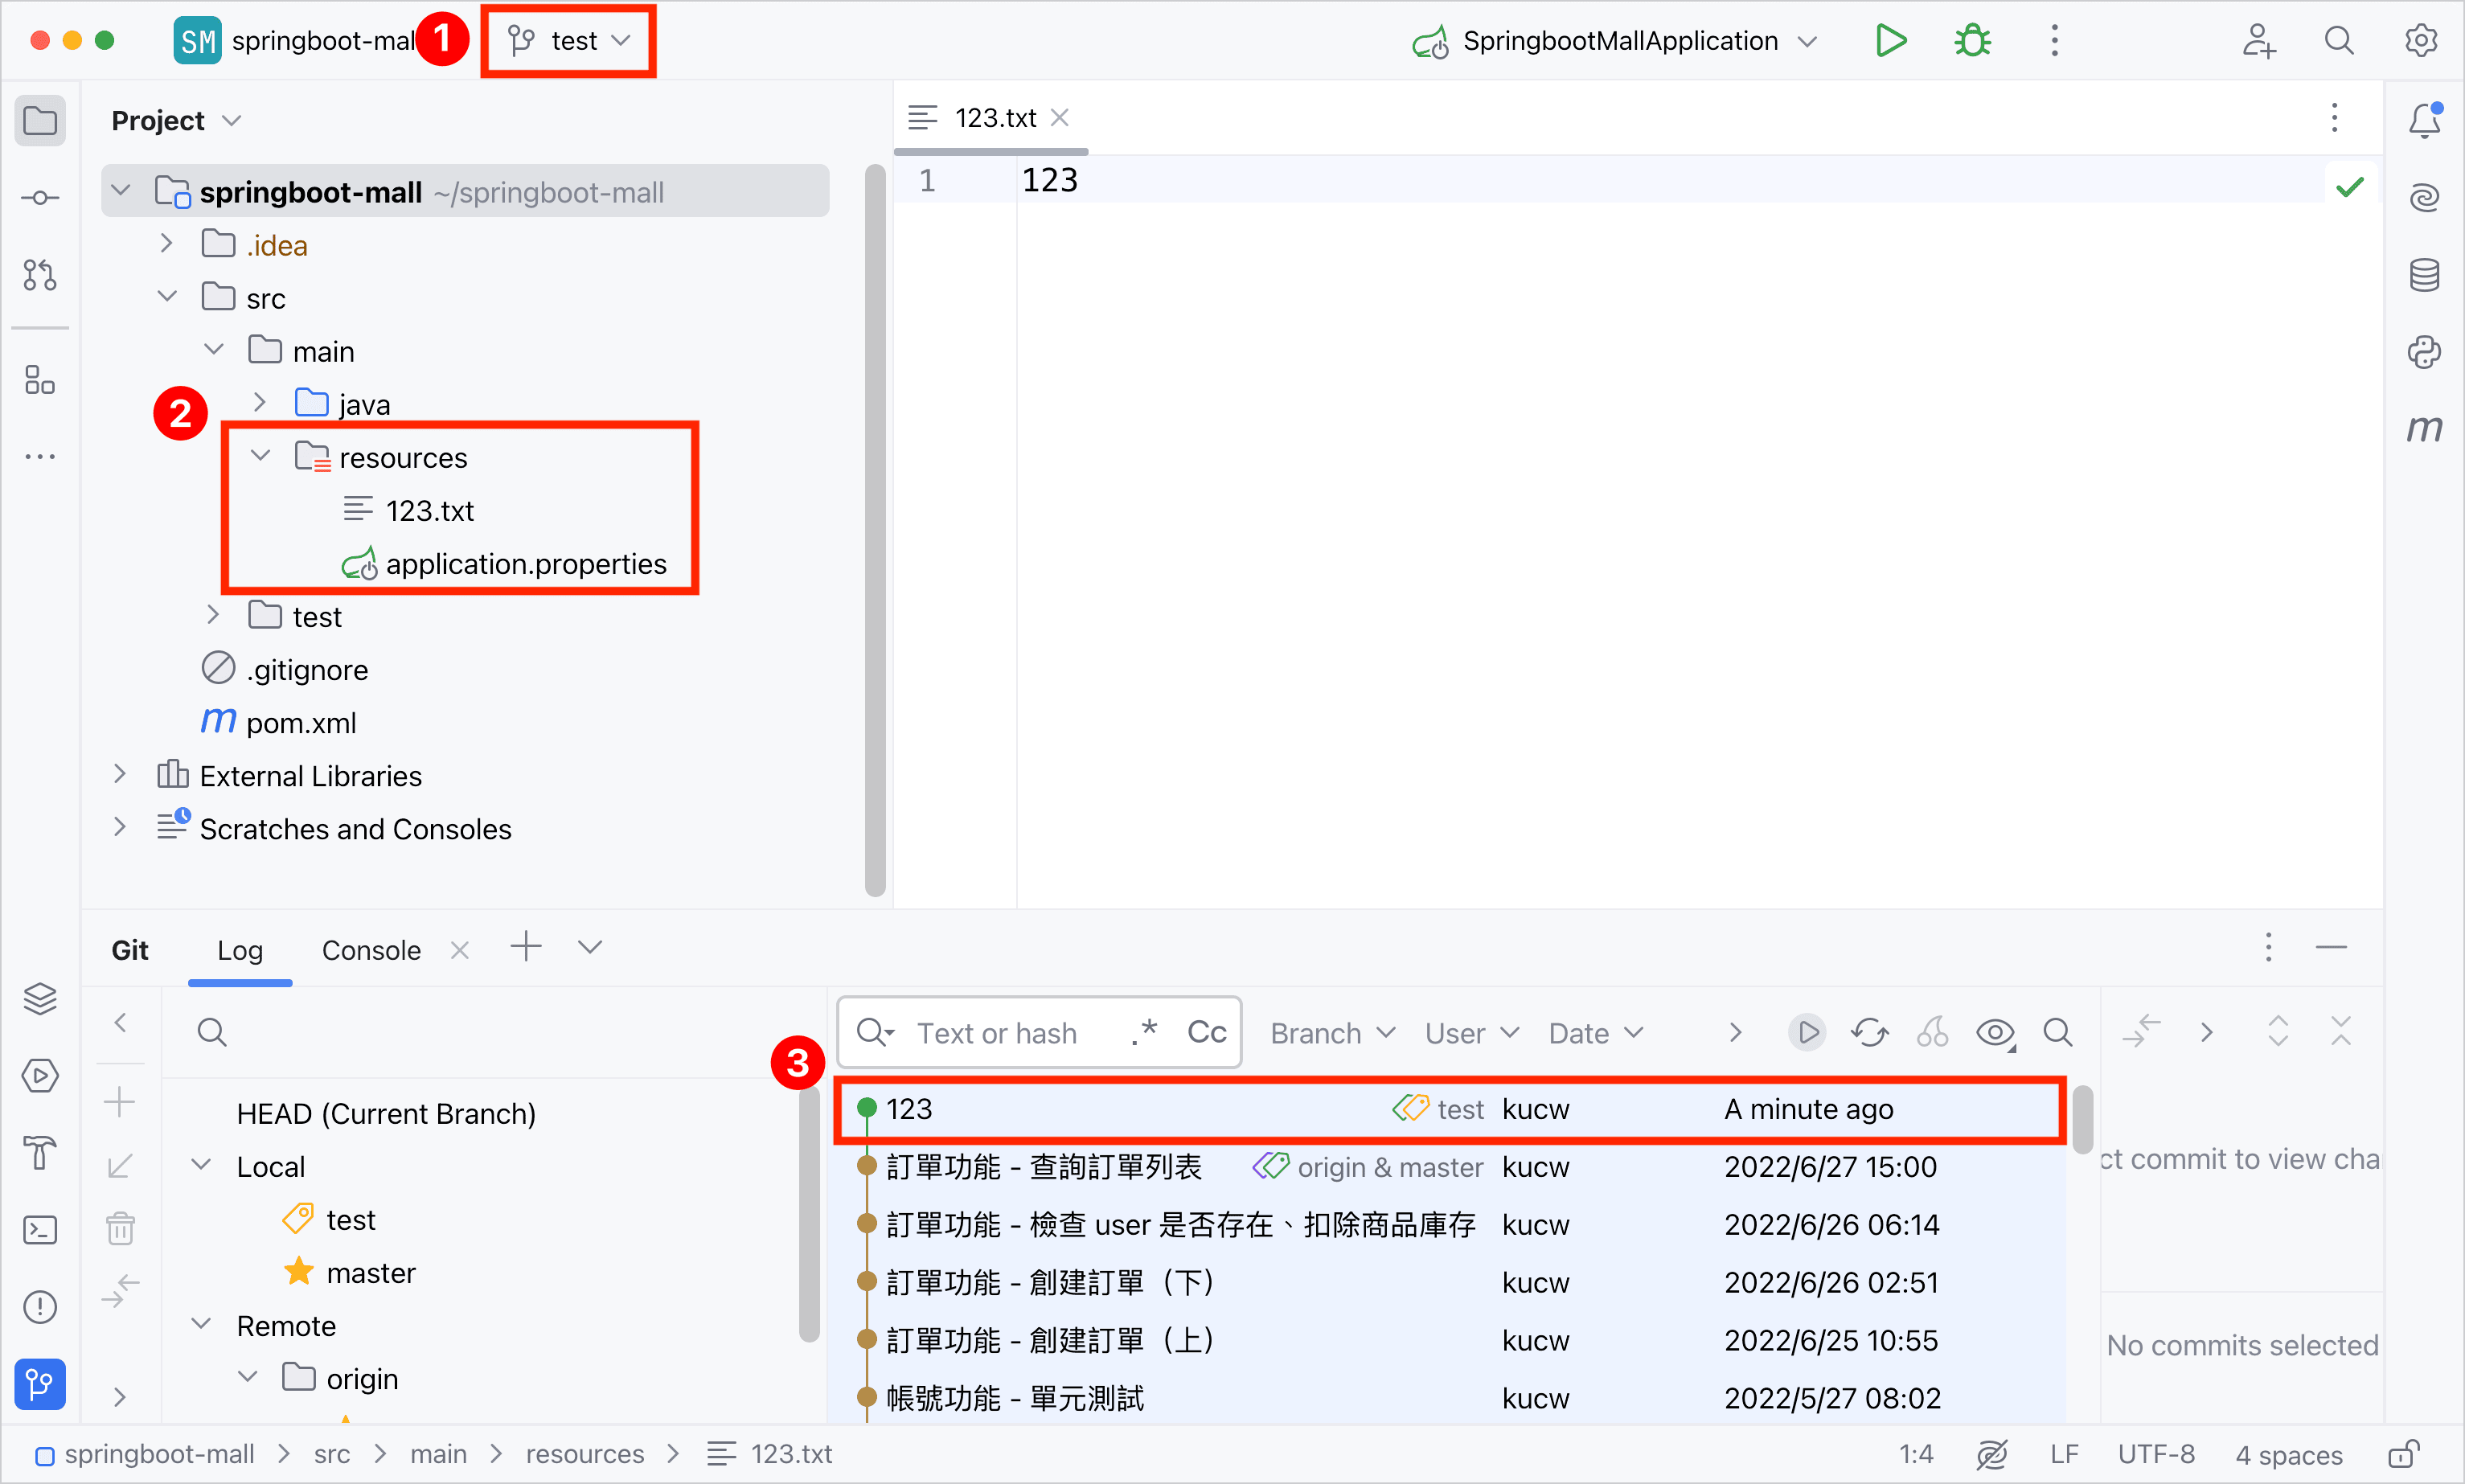 SM springboot-mal 1 test SpringbootMallApplication
Project
123.txt
springboot-mall ~/springboot-mall
1 123
.idea
src
main
2
java
resources
123.txt
application.properties
test
.gitignore
m pom.xml
External Libraries
Scratches and Consoles
m
Git Log Console
Text or hash .* Cc Branch User Date
3
HEAD (Current Branch)
Local
test
master
Remote
origin
123 test kucw A minute ago
訂單功能 - 查詢訂單列表 origin & master kucw 2022/6/27 15:00
訂單功能 - 檢查 user 是否存在、扣除商品庫存 kucw 2022/6/26 06:14
訂單功能 - 創建訂單（下） kucw 2022/6/26 02:51
訂單功能 - 創建訂單（上） kucw 2022/6/25 10:55
帳號功能 - 單元測試 kucw 2022/5/27 08:02
ct commit to view cha
No commits selected
springboot-mall > src > main > resources > 123.txt 1:4 LF UTF-8 4 spaces